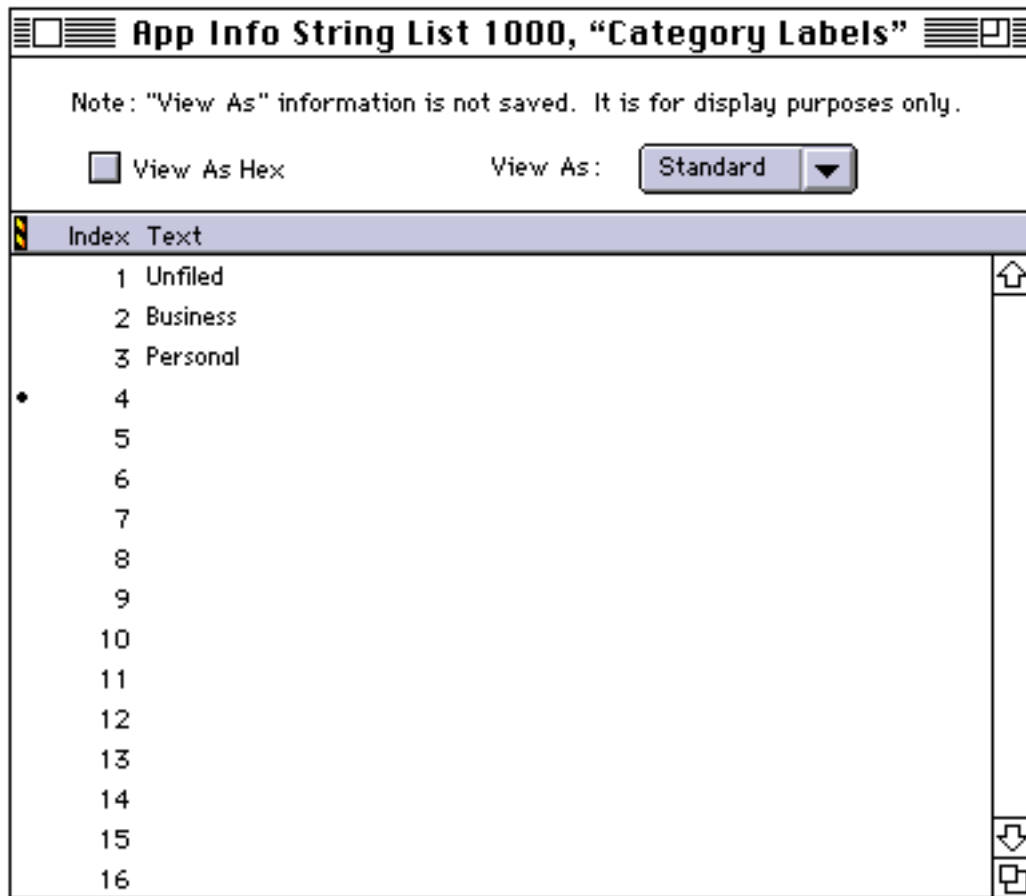 App Info String List 1000, “Category Labels”
Note: "View As" information is not saved. It is for display purposes only.
View As Hex View As: Standard
Index Text
1 Unfiled
2 Business
3 Personal
• 4
5
6
7
8
9
10
11
12
13
14
15
16